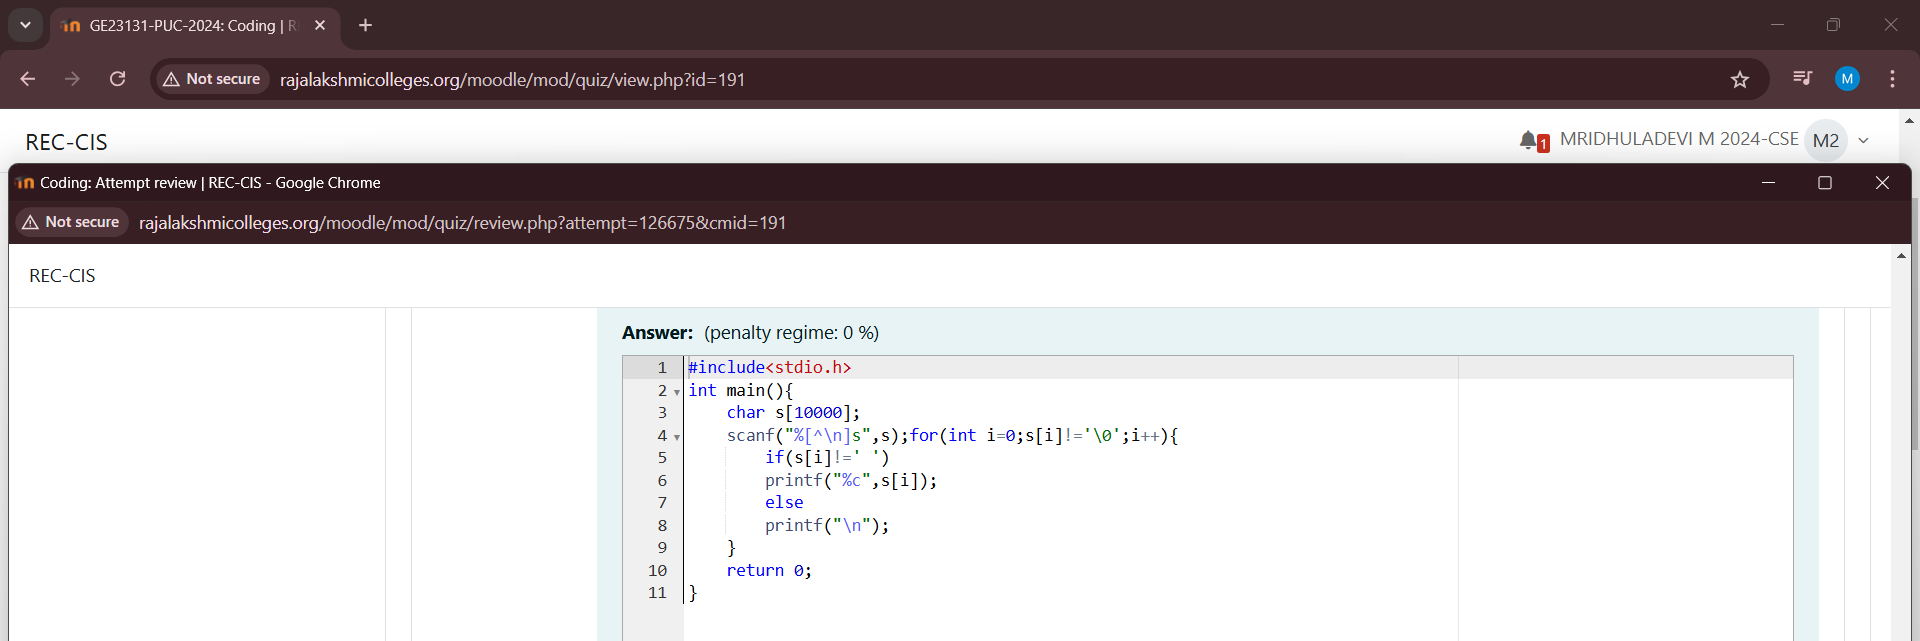 GE23131-PUC-2024: Coding | R
Not secure
rajalakshmicolleges.org/moodle/mod/quiz/view.php?id=191
M
REC-CIS
1
MRIDHULADEVI M 2024-CSE
M2
Coding: Attempt review | REC-CIS - Google Chrome
Not secure
rajalakshmicolleges.org/moodle/mod/quiz/review.php?attempt=126675&cmid=191
REC-CIS
Answer: (penalty regime: 0 %)
1 #include<stdio.h>
2 int main(){
3     char s[10000];
4     scanf("%[^\n]s",s);for(int i=0;s[i]!='\0';i++){
5         if(s[i]!=' ')
6         printf("%c",s[i]);
7         else
8         printf("\n");
9     }
10     return 0;
11 }